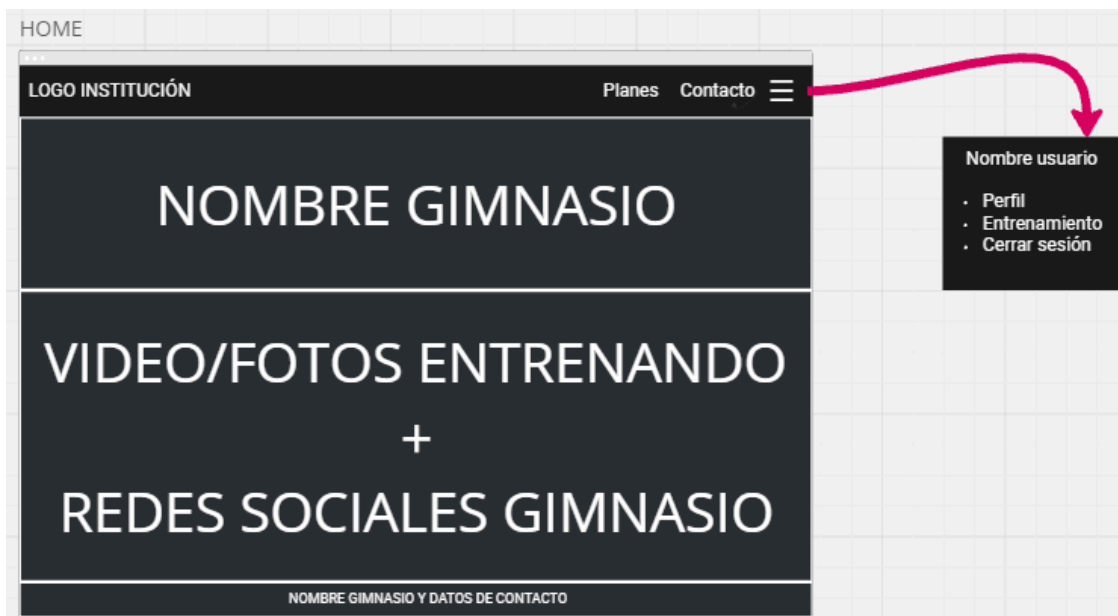 HOME
LOGO INSTITUCIÓN
Planes Contacto
NOMBRE GIMNASIO
VIDEO/FOTOS ENTRENANDO
+
REDES SOCIALES GIMNASIO
NOMBRE GIMNASIO Y DATOS DE CONTACTO
Nombre usuario
· Perfil
· Entrenamiento
· Cerrar sesión